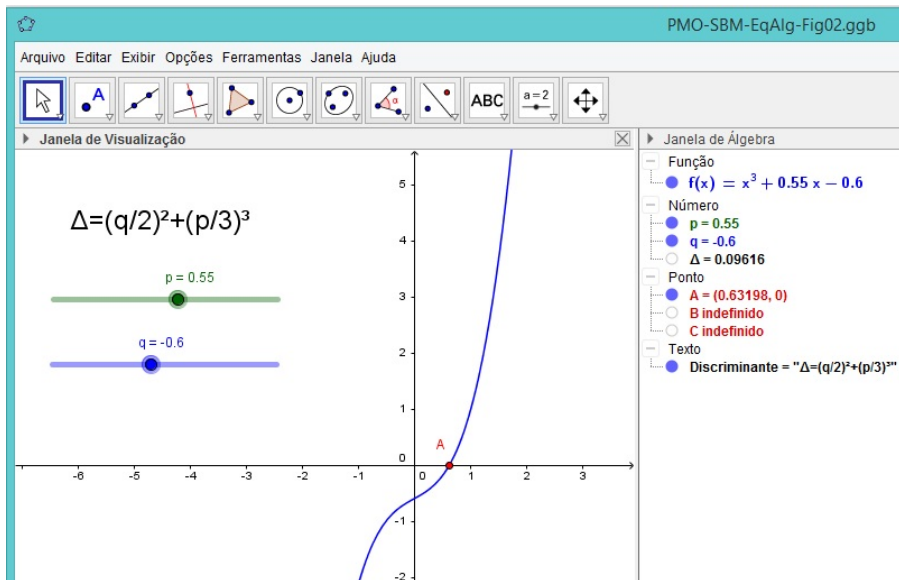 PMO-SBM-EqAlg-Fig02.ggb
Arquivo Editar Exibir Opções Ferramentas Janela Ajuda
A
α
ABC
a=2
Janela de Visualização
Δ=(q/2)²+(p/3)³
p = 0.55
q = -0.6
A
5
4
3
2
1
0
-1
-2
-6 -5 -4 -3 -2 -1 0 1 2 3
Janela de Álgebra
Função
f(x) = x³ + 0.55 x − 0.6
Número
p = 0.55
q = -0.6
Δ = 0.09616
Ponto
A = (0.63198, 0)
B indefinido
C indefinido
Texto
Discriminante = "Δ=(q/2)²+(p/3)³"